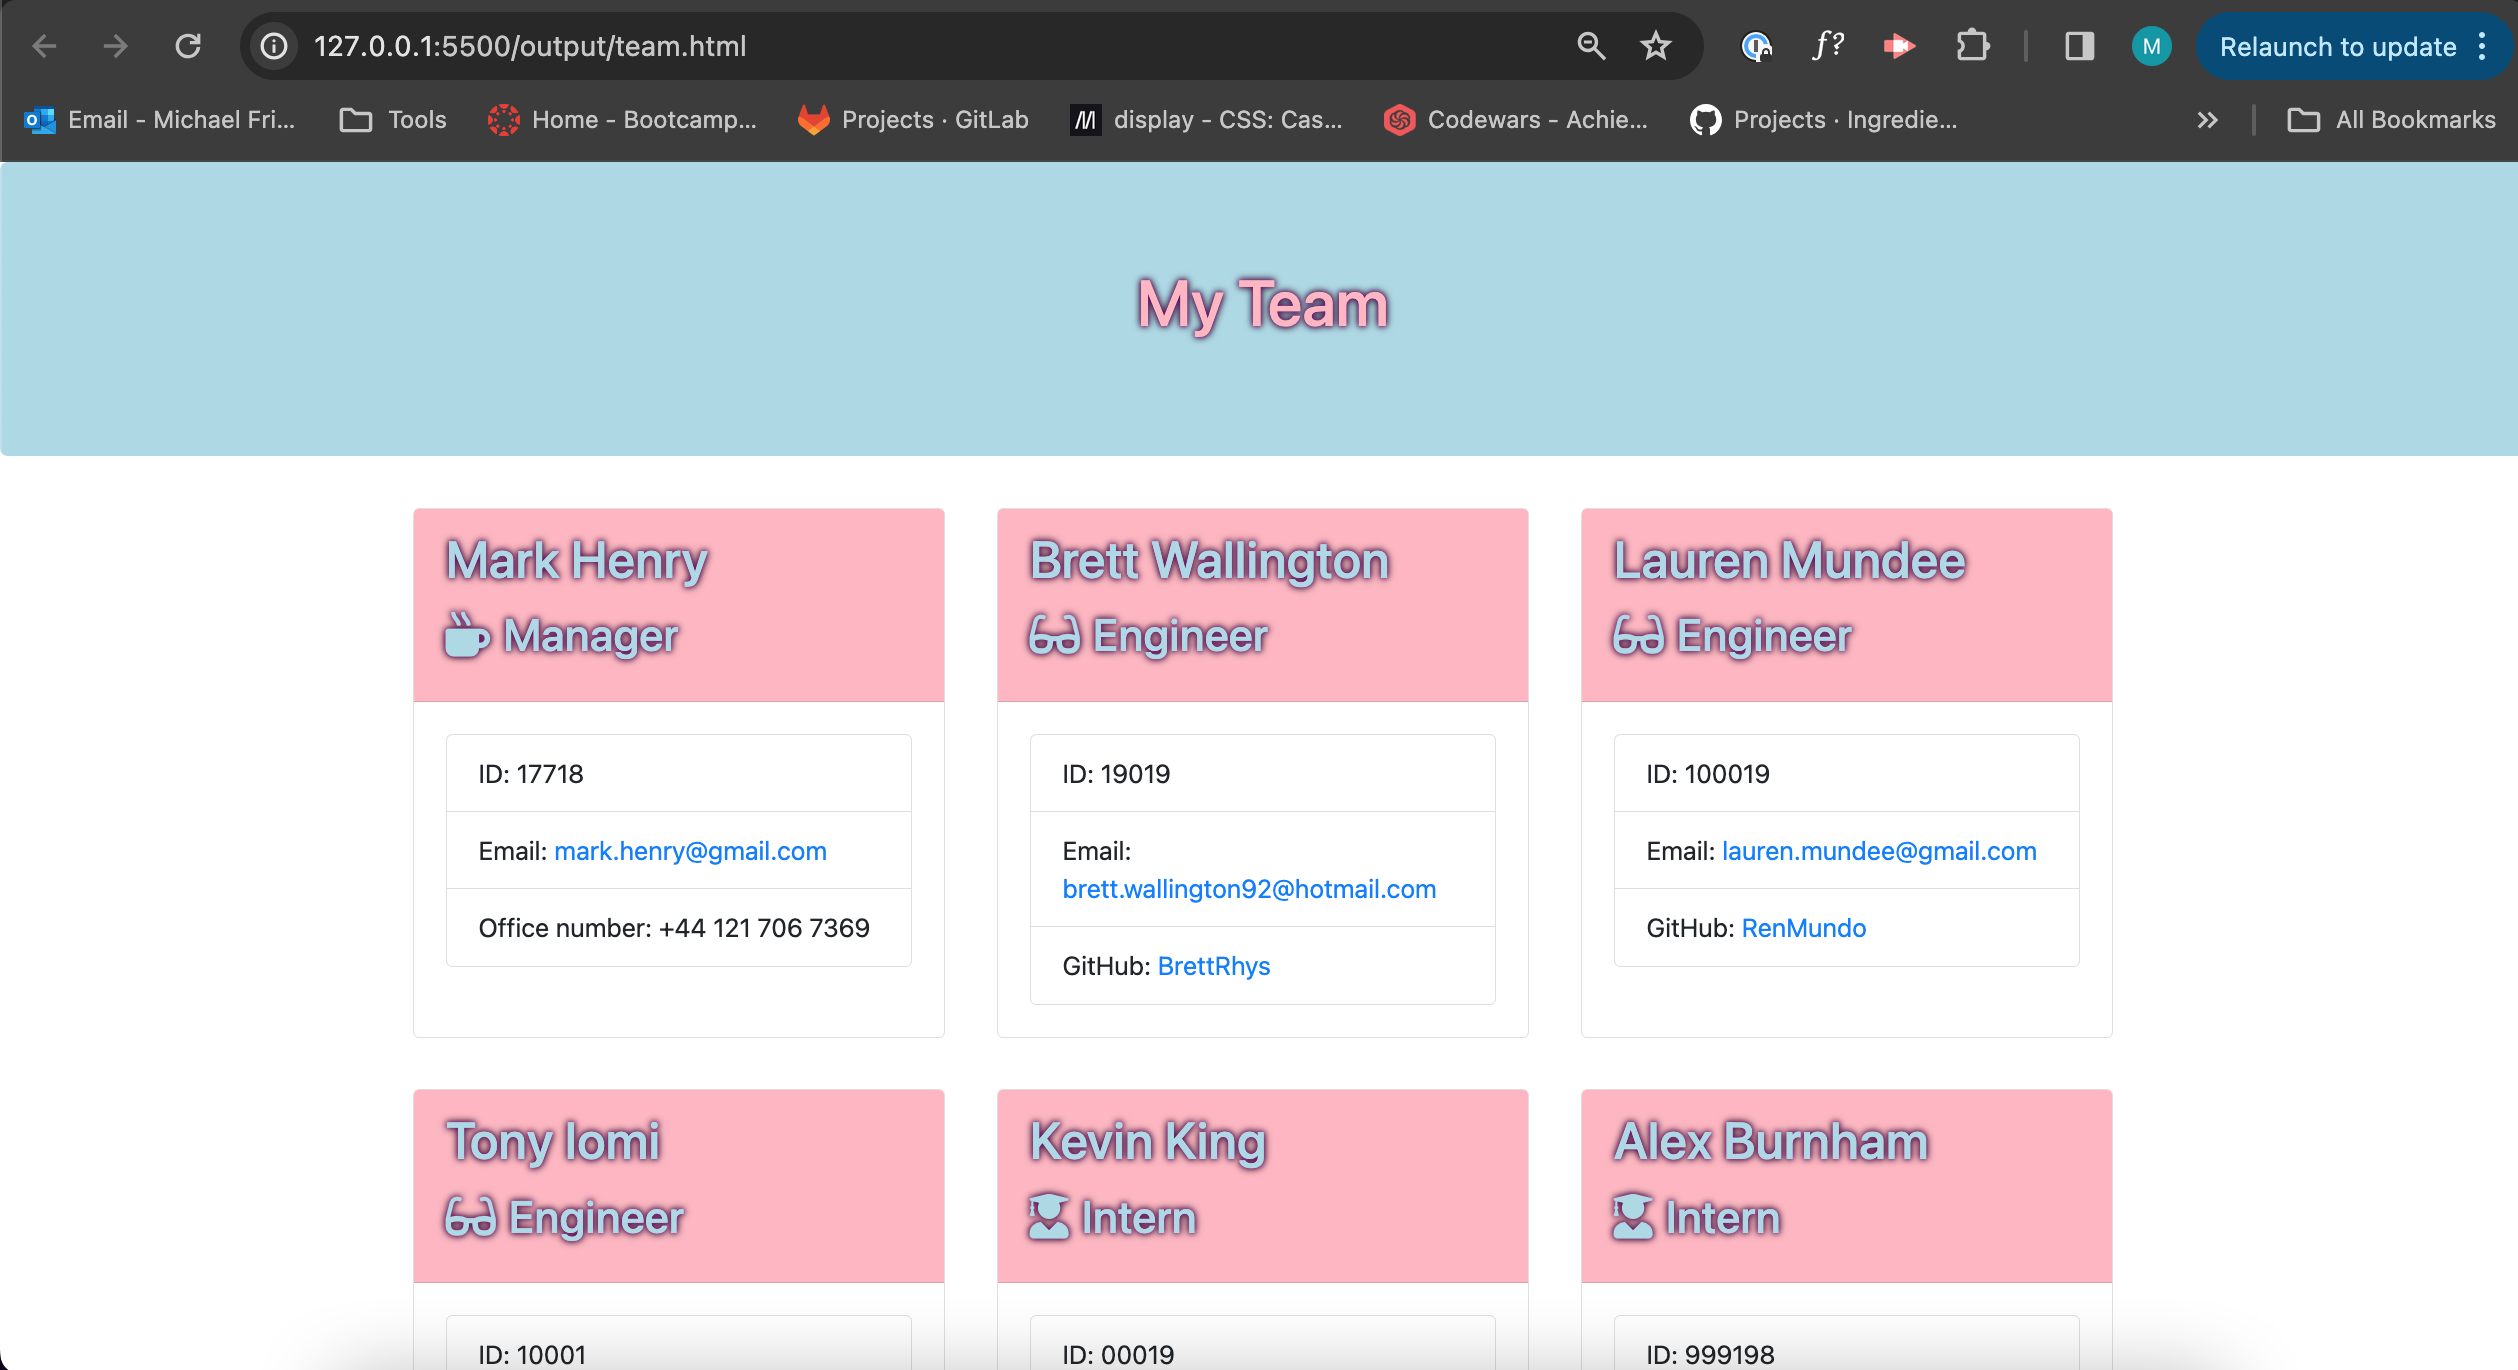 127.0.0.1:5500/output/team.html
f?
M
Relaunch to update
Email - Michael Fri...
Tools
Home - Bootcamp...
Projects · GitLab
display - CSS: Cas...
Codewars - Achie...
Projects · Ingredie...
All Bookmarks
My Team
Mark Henry
Manager
ID: 17718
Email: mark.henry@gmail.com
Office number: +44 121 706 7369
Brett Wallington
Engineer
ID: 19019
Email:
brett.wallington92@hotmail.com
GitHub: BrettRhys
Lauren Mundee
Engineer
ID: 100019
Email: lauren.mundee@gmail.com
GitHub: RenMundo
Tony Iomi
Engineer
ID: 10001
Kevin King
Intern
ID: 00019
Alex Burnham
Intern
ID: 999198